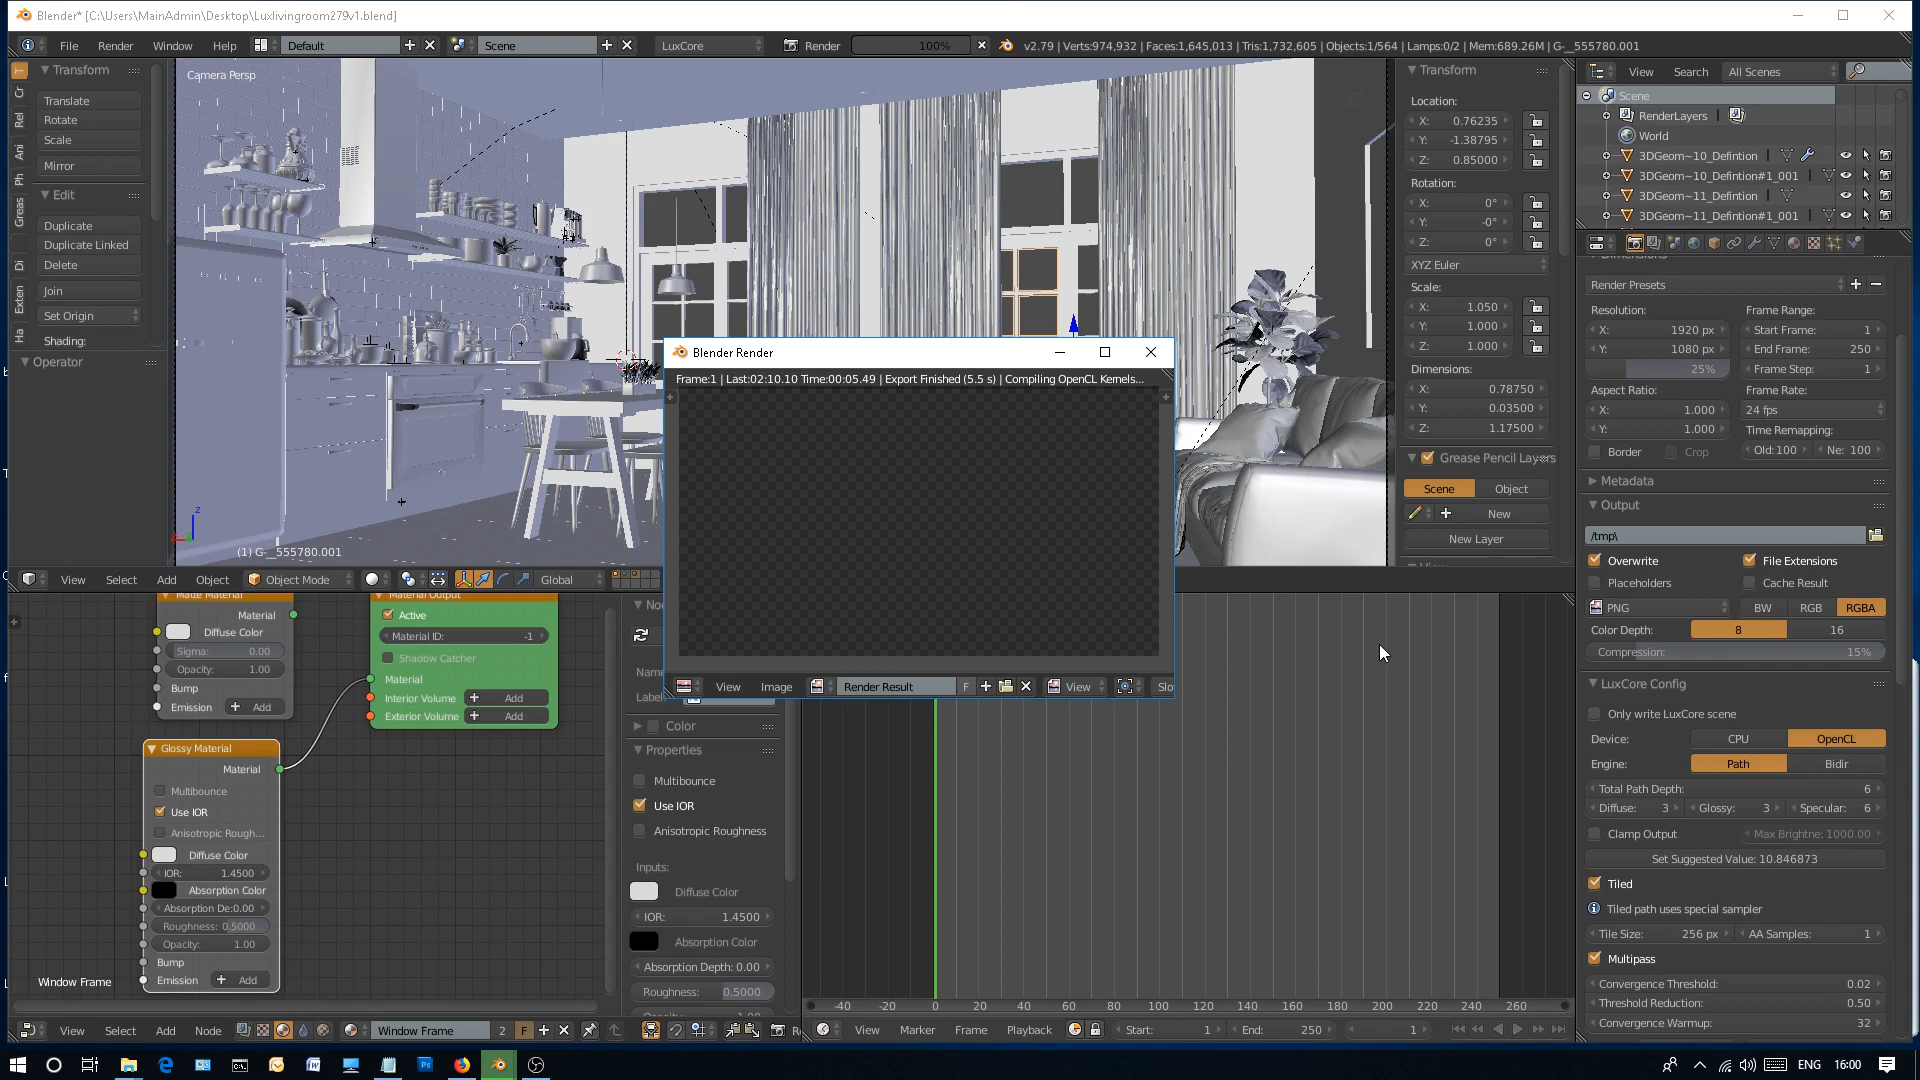 Blender* [C:\Users\MainAdmin\Desktop\Luxlivingroom279v1.blend]
File Render Window Help Default Scene LuxCore Render 100% v2.79 | Verts:974,932 | Faces:1,645,013 | Tris:1,732,605 | Objects:1/564 | Lamps:0/2 | Mem:689.26M | G-__555780.001
Transform
Translate
Rotate
Scale
Mirror
Edit
Duplicate
Duplicate Linked
Delete
Join
Set Origin
Shading:
Operator
T
Cr
Rel
Ani
Ph
Greas
Di
Exten
Ha
Camera Persp
(1) G-__555780.001
z
View Select Add Object Object Mode Global
Transform
Location:
X: 0.76235
Y: -1.38795
Z: 0.85000
Rotation:
X: 0°
Y: -0°
Z: 0°
XYZ Euler
Scale:
X: 1.050
Y: 1.000
Z: 1.000
Dimensions:
X: 0.78750
Y: 0.03500
Z: 1.17500
Grease Pencil Layers
Scene Object
New
New Layer
View Search All Scenes
Scene
RenderLayers |
World
3DGeom~10_Defintion
3DGeom~10_Defintion#1_001
3DGeom~11_Defintion
3DGeom~11_Defintion#1_001
Dimensions
Render Presets
Resolution: Frame Range:
X: 1920 px Start Frame: 1
Y: 1080 px End Frame: 250
25% Frame Step: 1
Aspect Ratio: Frame Rate:
X: 1.000 24 fps
Y: 1.000 Time Remapping:
Border Crop Old:100 Ne: 100
Metadata
Output
/tmp\
Overwrite File Extensions
Placeholders Cache Result
PNG BW RGB RGBA
Color Depth: 8 16
Compression: 15%
LuxCore Config
Only write LuxCore scene
Device: CPU OpenCL
Engine: Path Bidir
Total Path Depth: 6
Diffuse: 3 Glossy: 3 Specular: 6
Clamp Output Max Brightne: 1000.00
Set Suggested Value: 10.846873
Tiled
Tiled path uses special sampler
Tile Size: 256 px AA Samples: 1
Multipass
Convergence Threshold: 0.02
Threshold Reduction: 0.50
Convergence Warmup: 32
Blender Render
Frame:1 | Last:02:10.10 Time:00:05.49 | Export Finished (5.5 s) | Compiling OpenCL Kernels...
View Image Render Result F View Slo
Matte Material
Material
Diffuse Color
Sigma: 0.00
Opacity: 1.00
Bump
Emission Add
Material Output
Active
Material ID: -1
Shadow Catcher
Material
Interior Volume Add
Exterior Volume Add
Glossy Material
Material
Multibounce
Use IOR
Anisotropic Rough...
Diffuse Color
IOR: 1.4500
Absorption Color
Absorption De:0.00
Roughness: 0.5000
Opacity: 1.00
Bump
Emission Add
Window Frame
No
Name
Label
Color
Properties
Multibounce
Use IOR
Anisotropic Roughness
Inputs:
Diffuse Color
IOR: 1.4500
Absorption Color
Absorption Depth: 0.00
Roughness: 0.5000
View Select Add Node Window Frame 2 F
-40 -20 0 20 40 60 80 100 120 140 160 180 200 220 240 260
View Marker Frame Playback Start: 1 End: 250 1
ENG 16:00